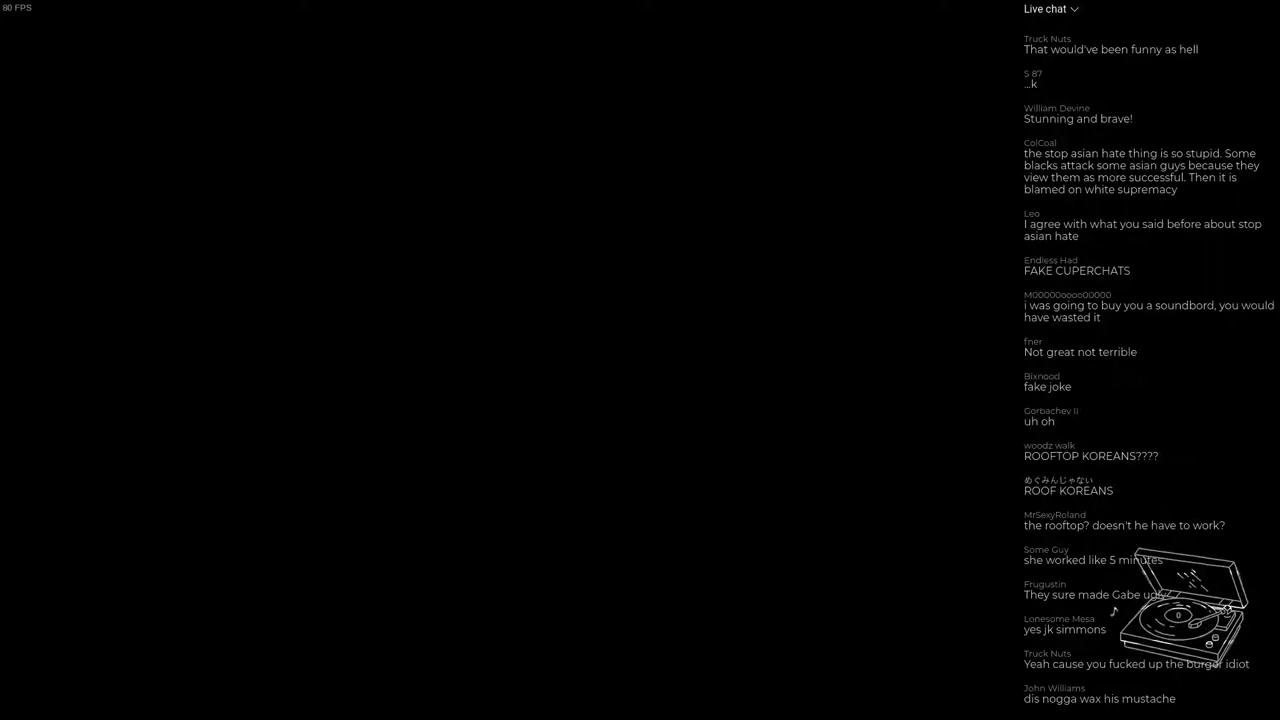 80 FPS
Live chat
Truck Nuts
That would've been funny as hell
S 87
...k
William Devine
Stunning and brave!
ColCoal
the stop asian hate thing is so stupid. Some
blacks attack some asian guys because they
view them as more successful. Then it is
blamed on white supremacy
Leo
I agree with what you said before about stop
asian hate
Endless Had
FAKE CUPERCHATS
M00000oooo00000
i was going to buy you a soundbord, you would
have wasted it
fner
Not great not terrible
Bixnood
fake joke
Gorbachev II
uh oh
woodz walk
ROOFTOP KOREANS????
めぐみんじゃない
ROOF KOREANS
MrSexyRoland
the rooftop? doesn't he have to work?
Some Guy
she worked like 5 minutes
Frugustin
They sure made Gabe ugly
Lonesome Mesa
yes jk simmons
Truck Nuts
Yeah cause you fucked up the burger idiot
John Williams
dis nogga wax his mustache